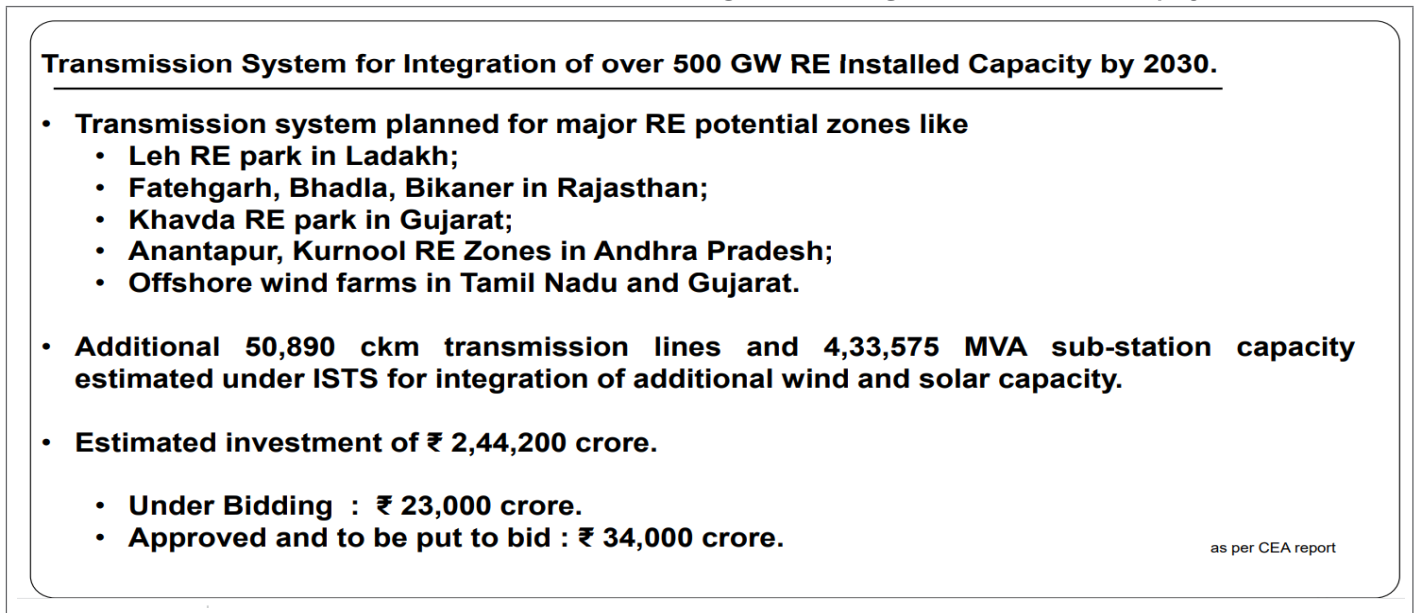 Transmission System for Integration of over 500 GW RE Installed Capacity by 2030.
• Transmission system planned for major RE potential zones like
• Leh RE park in Ladakh;
• Fatehgarh, Bhadla, Bikaner in Rajasthan;
• Khavda RE park in Gujarat;
• Anantapur, Kurnool RE Zones in Andhra Pradesh;
• Offshore wind farms in Tamil Nadu and Gujarat.
• Additional 50,890 ckm transmission lines and 4,33,575 MVA sub-station capacity
estimated under ISTS for integration of additional wind and solar capacity.
• Estimated investment of ₹ 2,44,200 crore.
• Under Bidding : ₹ 23,000 crore.
• Approved and to be put to bid : ₹ 34,000 crore.
as per CEA report